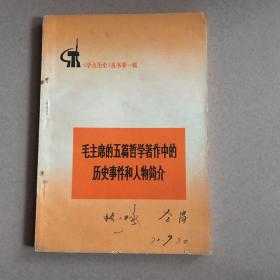 《学点历史》丛书第一辑
毛主席的五篇哲学著作中的
历史事件和人物简介